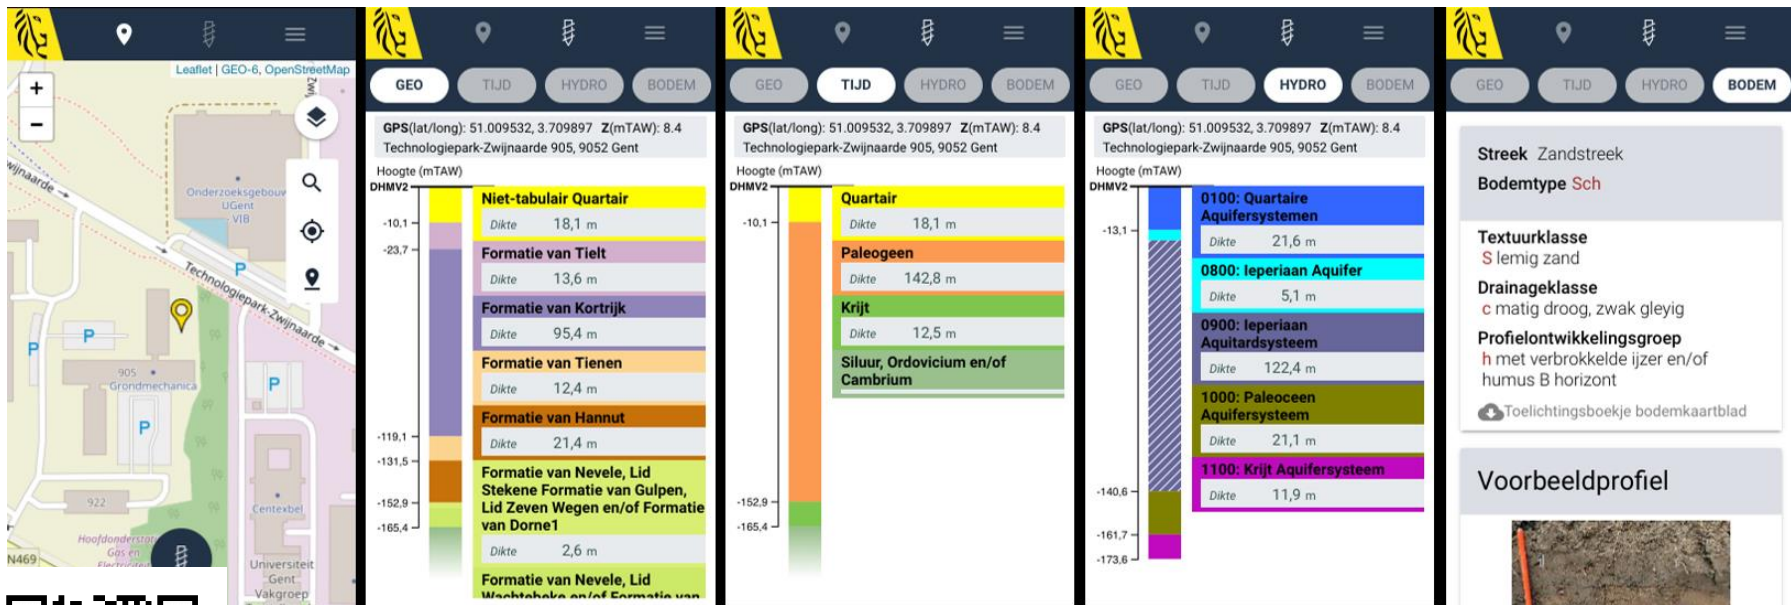 +
−
Leaflet | GEO-6, OpenStreetMap
Onderzoeksgebouw
UGent
- VIB
Technologiepark-Zwijnaarde
P
P
P
P
P
905
Grondmechanica
922
Centexbel
Hoofdonderstat
Gas en
N469
Universiteit
Gent
Vakgroep
GEO
TIJD
HYDRO
BODEM
GPS(lat/long): 51.009532, 3.709897 Z(mTAW): 8.4
Technologiepark-Zwijnaarde 905, 9052 Gent
Hoogte (mTAW)
DHMV2
-10,1
-23,7
-119,1
-131,5
-152,9
-165,4
Niet-tabulair Quartair
Dikte 18,1 m
Formatie van Tielt
Dikte 13,6 m
Formatie van Kortrijk
Dikte 95,4 m
Formatie van Tienen
Dikte 12,4 m
Formatie van Hannut
Dikte 21,4 m
Formatie van Nevele, Lid
Stekene Formatie van Gulpen,
Lid Zeven Wegen en/of Formatie
van Dorne1
Dikte 2,6 m
Formatie van Nevele, Lid
Wachtebeke en/of Formatie van
GEO
TIJD
HYDRO
BODEM
GPS(lat/long): 51.009532, 3.709897 Z(mTAW): 8.4
Technologiepark-Zwijnaarde 905, 9052 Gent
Hoogte (mTAW)
DHMV2
-10,1
-152,9
-165,4
Quartair
Dikte 18,1 m
Paleogeen
Dikte 142,8 m
Krijt
Dikte 12,5 m
Siluur, Ordovicium en/of
Cambrium
GEO
TIJD
HYDRO
BODEM
GPS(lat/long): 51.009532, 3.709897 Z(mTAW): 8.4
Technologiepark-Zwijnaarde 905, 9052 Gent
Hoogte (mTAW)
DHMV2
-13,1
-140,6
-161,7
-173,6
0100: Quartaire
Aquifersystemen
Dikte 21,6 m
0800: Ieperiaan Aquifer
Dikte 5,1 m
0900: Ieperiaan
Aquitardsysteem
Dikte 122,4 m
1000: Paleoceen
Aquifersysteem
Dikte 21,1 m
1100: Krijt Aquifersysteem
Dikte 11,9 m
GEO
TIJD
HYDRO
BODEM
Streek Zandstreek
Bodemtype Sch
Textuurklasse
S lemig zand
Drainageklasse
c matig droog, zwak gleyig
Profielontwikkelingsgroep
h met verbrokkelde ijzer en/of
humus B horizont
Toelichtingsboekje bodemkaartblad
Voorbeeldprofiel